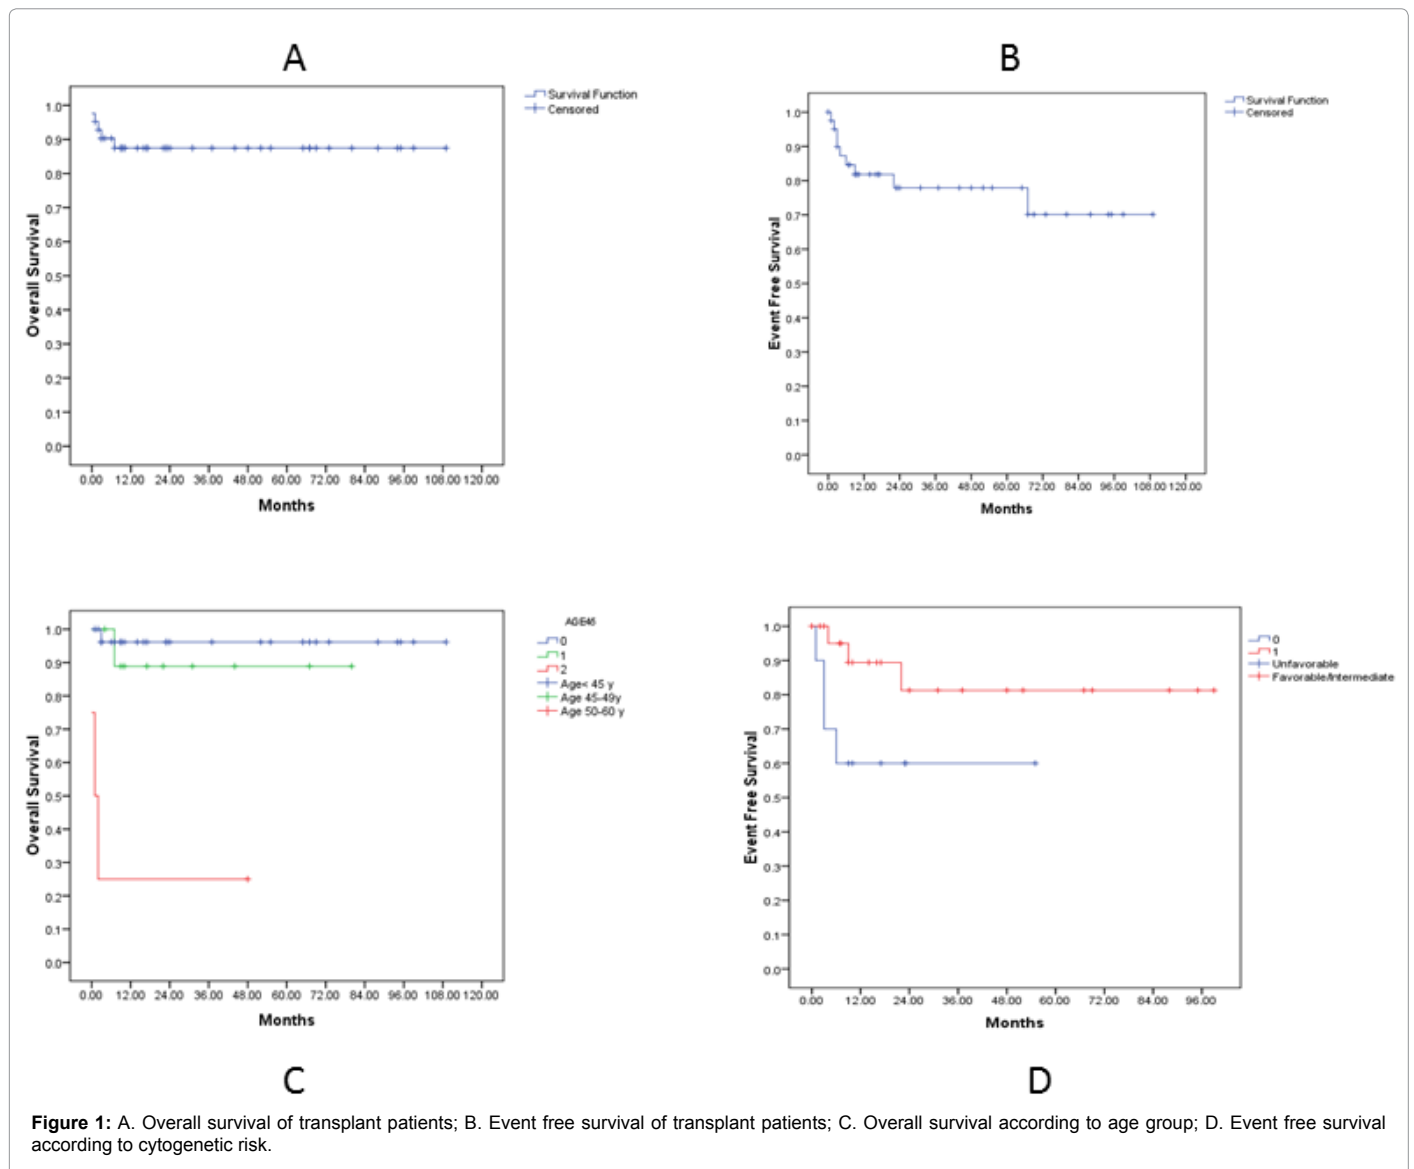 A
Survival Function
Censored
1.0
0.9
0.8
0.7
0.6
0.5
0.4
0.3
0.2
0.1
0.0
Overall Survival
0.00 12.00 24.00 36.00 48.00 60.00 72.00 84.00 96.00 108.00 120.00
Months
B
Survival Function
Censored
1.0
0.9
0.8
0.7
0.6
0.5
0.4
0.3
0.2
0.1
0.0
Event Free Survival
0.00 12.00 24.00 36.00 48.00 60.00 72.00 84.00 96.00 108.00 120.00
Months
AGE45
0
1
2
Age< 45 y
Age 45-49y
Age 50-60 y
1.0
0.9
0.8
0.7
0.6
0.5
0.4
0.3
0.2
0.1
0.0
Overall Survival
0.00 12.00 24.00 36.00 48.00 60.00 72.00 84.00 96.00 108.00 120.00
Months
C
0
1
Unfavorable
Favorable/Intermediate
1.0
0.9
0.8
0.7
0.6
0.5
0.4
0.3
0.2
0.1
0.0
Event Free Survival
0.00 12.00 24.00 36.00 48.00 60.00 72.00 84.00 96.00
Months
D
Figure 1: A. Overall survival of transplant patients; B. Event free survival of transplant patients; C. Overall survival according to age group; D. Event free survival
according to cytogenetic risk.